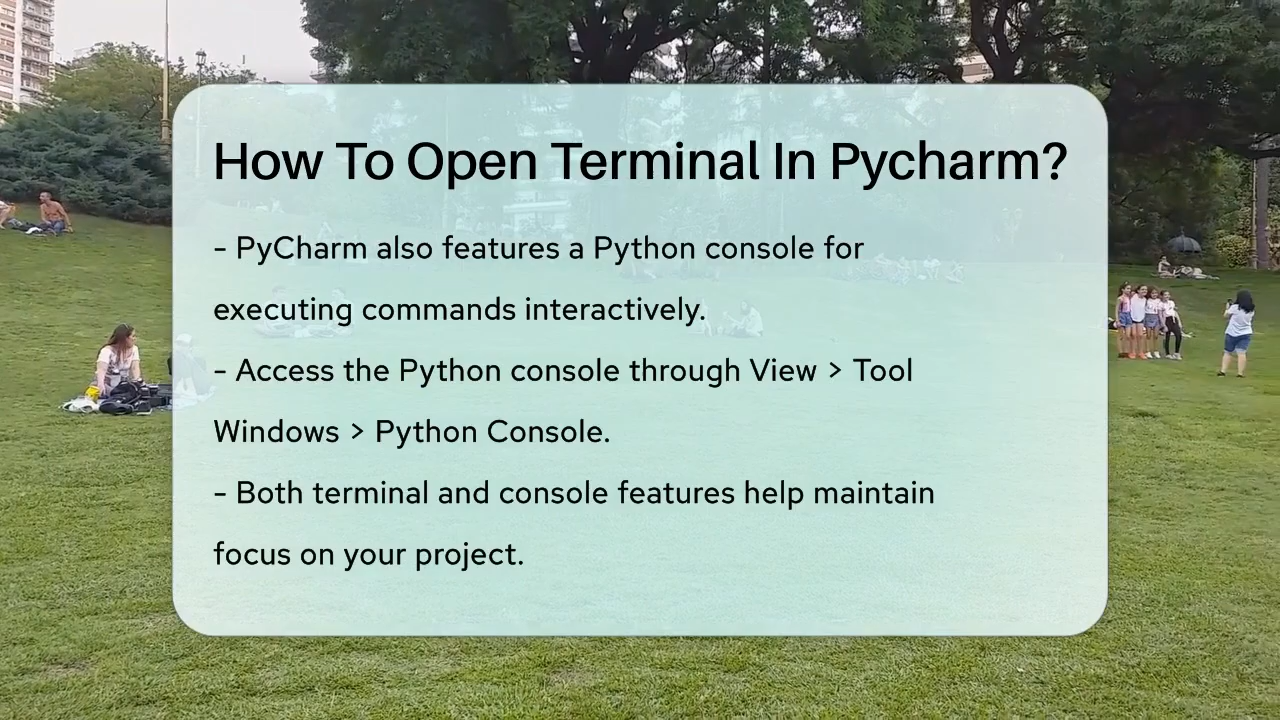 How To Open Terminal In Pycharm?
– PyCharm also features a Python console for
executing commands interactively.
– Access the Python console through View > Tool
Windows > Python Console.
– Both terminal and console features help maintain
focus on your project.